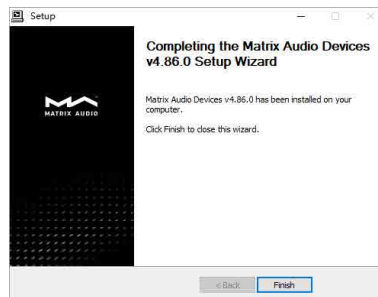 Setup
Completing the Matrix Audio Devices
v4.86.0 Setup Wizard
MATRIX AUDIO
Matrix Audio Devices v4.86.0 has been installed on your
computer.
Click Finish to close this wizard.
< Back
Finish